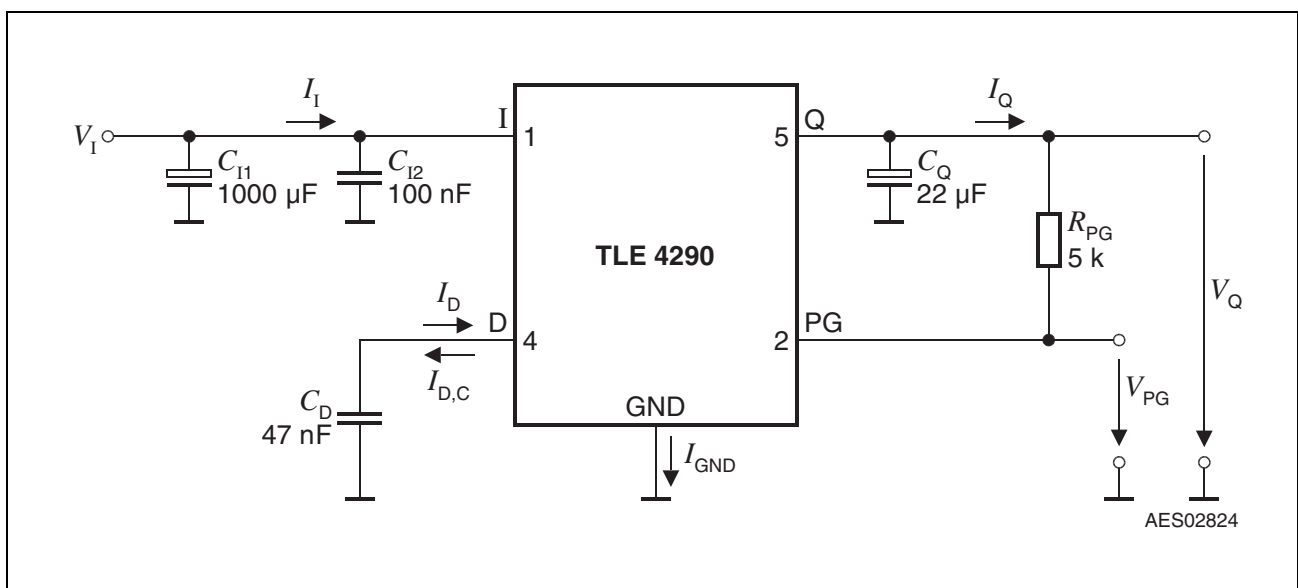 I_I
V_I
I
1
C_I1
1000 µF
C_I2
100 nF
TLE 4290
Q
5
I_Q
C_Q
22 µF
R_PG
5 k
V_Q
I_D
D
4
I_D,C
C_D
47 nF
PG
2
V_PG
GND
I_GND
AES02824